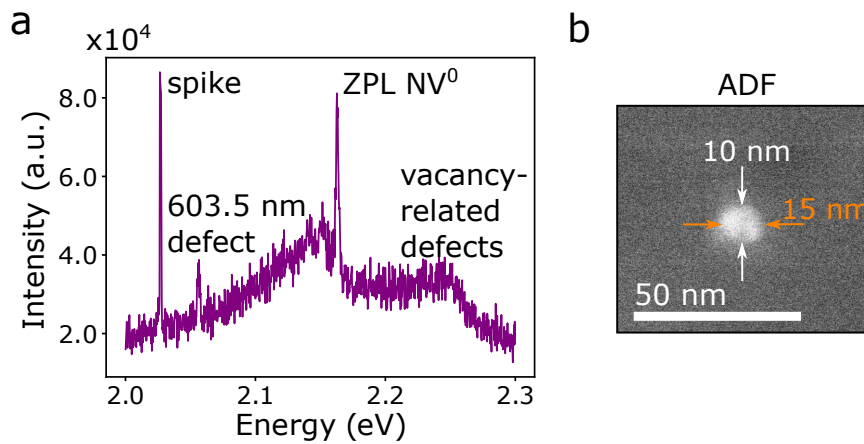 a
x10⁴
8.0
6.0
4.0
2.0
Intensity (a.u.)
spike
ZPL NV⁰
603.5 nm
defect
vacancy-
related
defects
2.0
2.1
2.2
2.3
Energy (eV)
b
ADF
10 nm
15 nm
50 nm